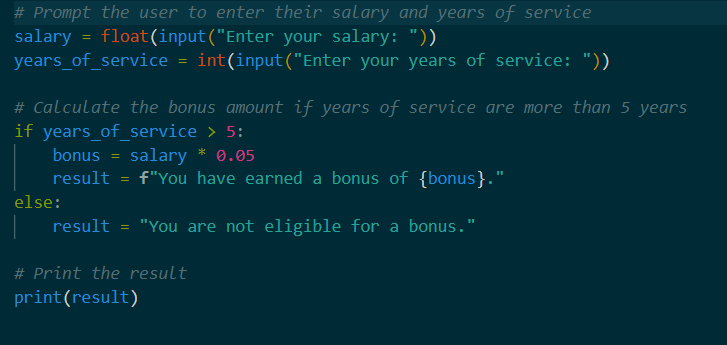 # Prompt the user to enter their salary and years of service
salary = float(input("Enter your salary: "))
years_of_service = int(input("Enter your years of service: "))

# Calculate the bonus amount if years of service are more than 5 years
if years_of_service > 5:
    bonus = salary * 0.05
    result = f"You have earned a bonus of {bonus}."
else:
    result = "You are not eligible for a bonus."

# Print the result
print(result)